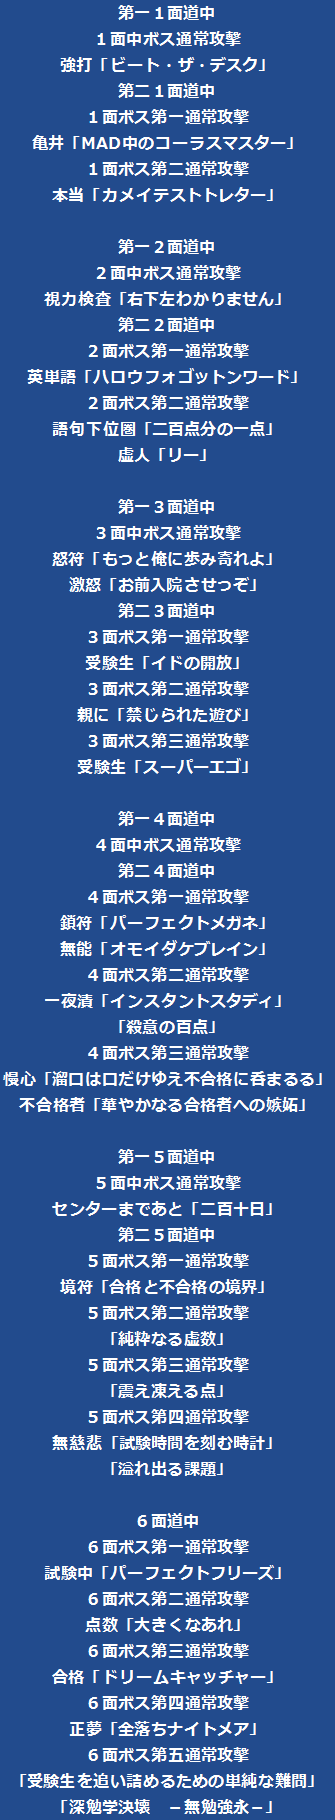 第一１面道中
１面中ボス通常攻撃
強打「ビート・ザ・デスク」
第二１面道中
１面ボス第一通常攻撃
亀井「MAD中のコーラスマスター」
１面ボス第二通常攻撃
本当「カメイテストトレター」

第一２面道中
２面中ボス通常攻撃
視力検査「右下左わかりません」
第二２面道中
２面ボス第一通常攻撃
英単語「ハロウフォゴットンワード」
２面ボス第二通常攻撃
語句下位圏「二百点分の一点」
虚人「リー」

第一３面道中
３面中ボス通常攻撃
怒符「もっと俺に歩み寄れよ」
激怒「お前入院させっぞ」
第二３面道中
３面ボス第一通常攻撃
受験生「イドの開放」
３面ボス第二通常攻撃
親に「禁じられた遊び」
３面ボス第三通常攻撃
受験生「スーパーエゴ」

第一４面道中
４面中ボス通常攻撃
第二４面道中
４面ボス第一通常攻撃
鎖符「パーフェクトメガネ」
無能「オモイダケブレイン」
４面ボス第二通常攻撃
一夜漬「インスタントスタディ」
「殺意の百点」
４面ボス第三通常攻撃
慢心「溜口は口だけゆえ不合格に呑まるる」
不合格者「華やかなる合格者への嫉妬」

第一５面道中
５面中ボス通常攻撃
センターまであと「二百十日」
第二５面道中
５面ボス第一通常攻撃
境符「合格と不合格の境界」
５面ボス第二通常攻撃
「純粋なる虚数」
５面ボス第三通常攻撃
「震え凍える点」
５面ボス第四通常攻撃
無慈悲「試験時間を刻む時計」
「溢れ出る課題」

６面道中
６面ボス第一通常攻撃
試験中「パーフェクトフリーズ」
６面ボス第二通常攻撃
点数「大きくなあれ」
６面ボス第三通常攻撃
合格「ドリームキャッチャー」
６面ボス第四通常攻撃
正夢「全落ちナイトメア」
６面ボス第五通常攻撃
「受験生を追い詰めるための単純な難問」
「深勉学決壊　－無勉強永－」